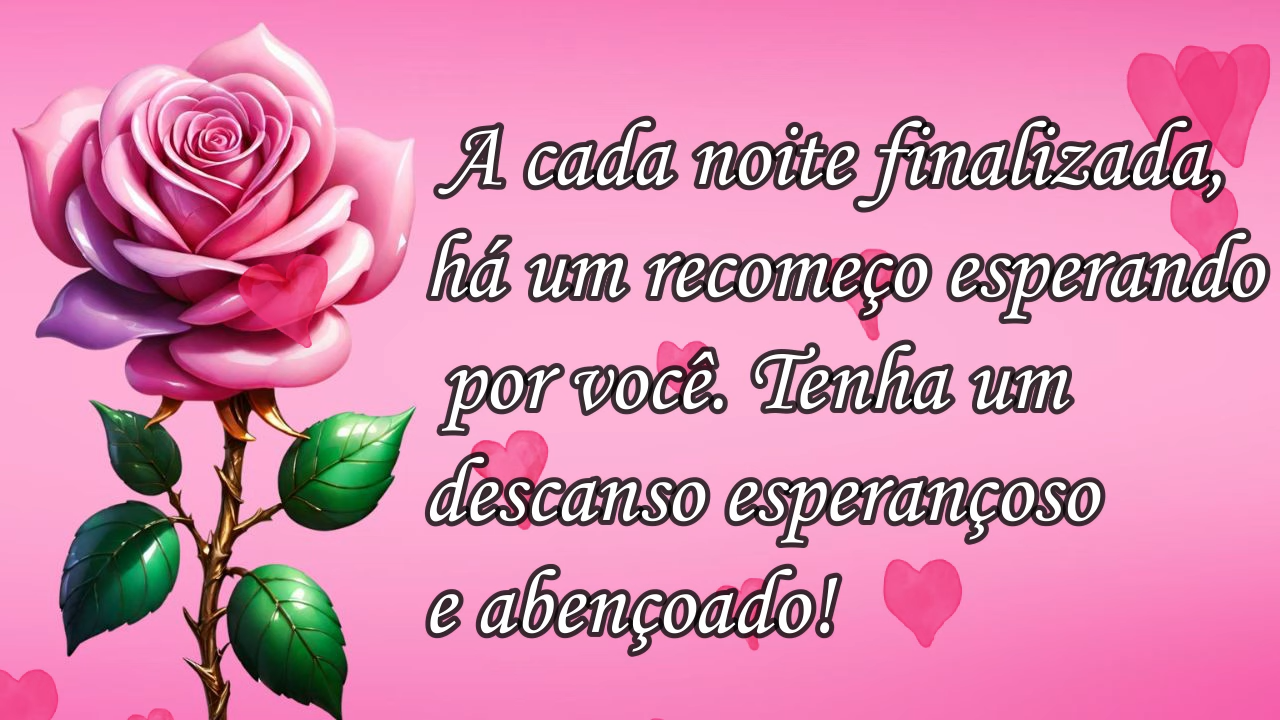 A cada noite finalizada,
há um recomeço esperando
por você. Tenha um
descanso esperançoso
e abençoado!